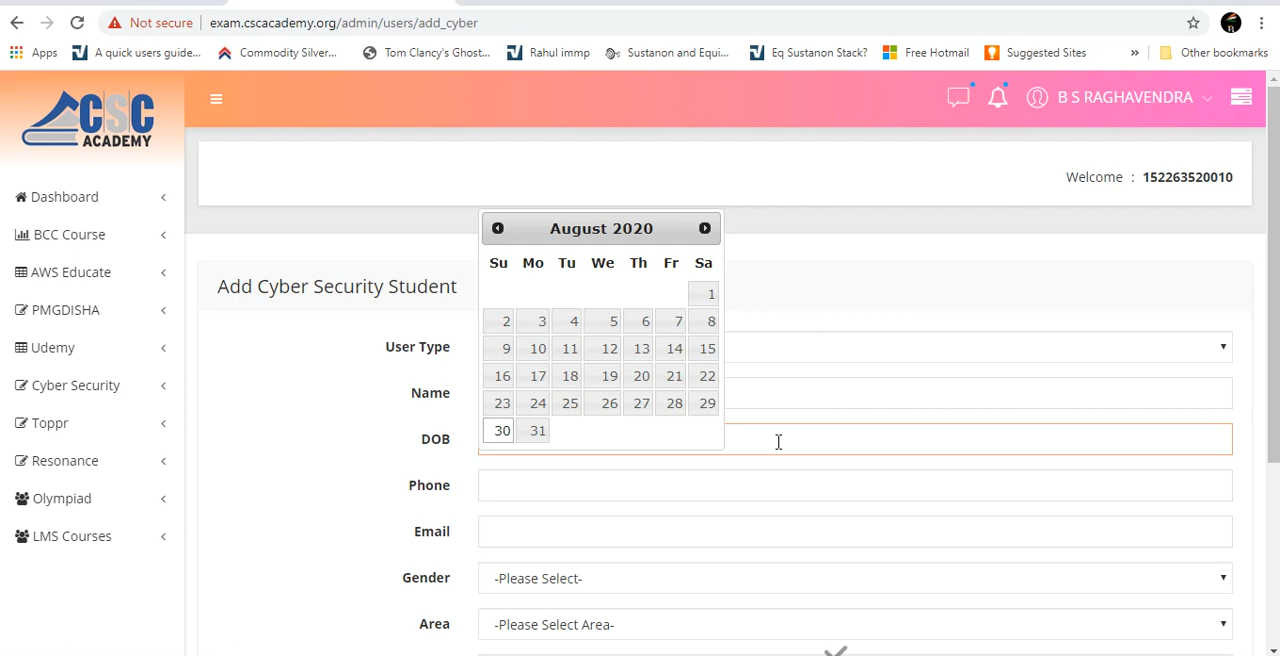 Not secure | exam.cscacademy.org/admin/users/add_cyber
Apps A quick users guide... Commodity Silver... Tom Clancy's Ghost... Rahul immp Sustanon and Equi... Eq Sustanon Stack? Free Hotmail Suggested Sites » Other bookmarks
CSC
ACADEMY
B S RAGHAVENDRA
Welcome : 152263520010
Dashboard
BCC Course
AWS Educate
PMGDISHA
Udemy
Cyber Security
Toppr
Resonance
Olympiad
LMS Courses
Add Cyber Security Student
August 2020
Su Mo Tu We Th Fr Sa
1
2 3 4 5 6 7 8
9 10 11 12 13 14 15
16 17 18 19 20 21 22
23 24 25 26 27 28 29
30 31
User Type
Name
DOB
Phone
Email
Gender -Please Select-
Area -Please Select Area-